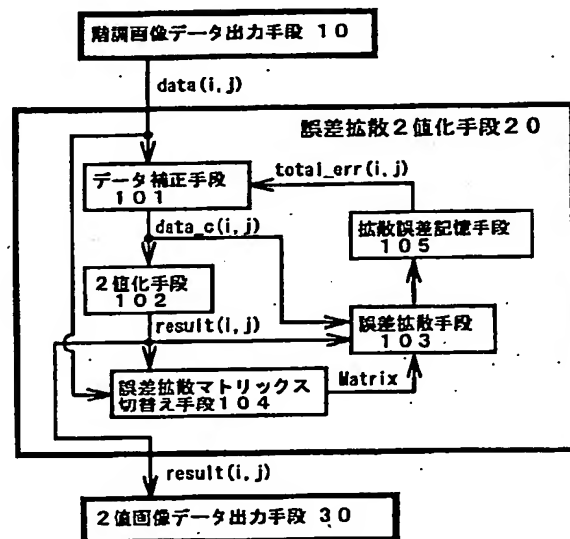 階調画像データ出力手段 10
data(i,j)
誤差拡散2値化手段20
total_err(i,j)
データ補正手段
101
data_c(i,j)
拡散誤差記憶手段
105
2値化手段
102
result(i,j)
誤差拡散手段
103
Matrix
誤差拡散マトリックス
切替え手段104
result(i,j)
2値画像データ出力手段 30